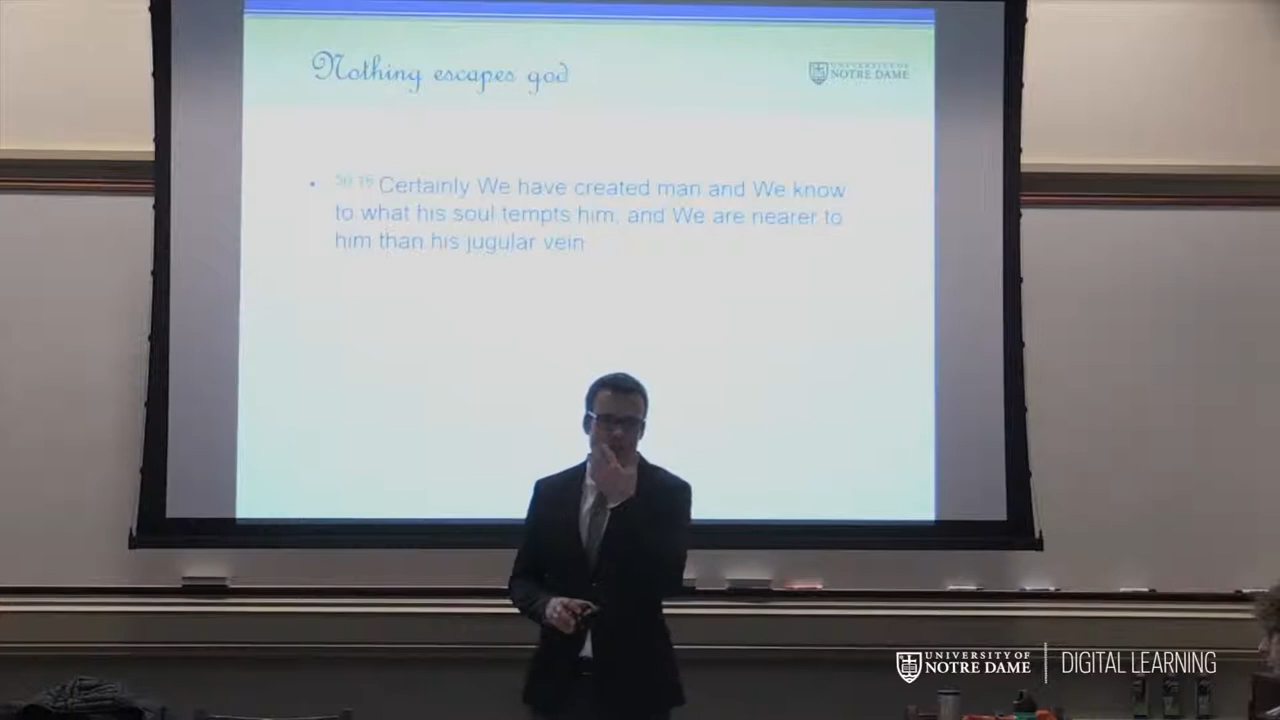 Nothing escapes god
UNIVERSITY OF
NOTRE DAME
• 50.16 Certainly We have created man and We know
to what his soul tempts him, and We are nearer to
him than his jugular vein
UNIVERSITY OF
NOTRE DAME
DIGITAL LEARNING